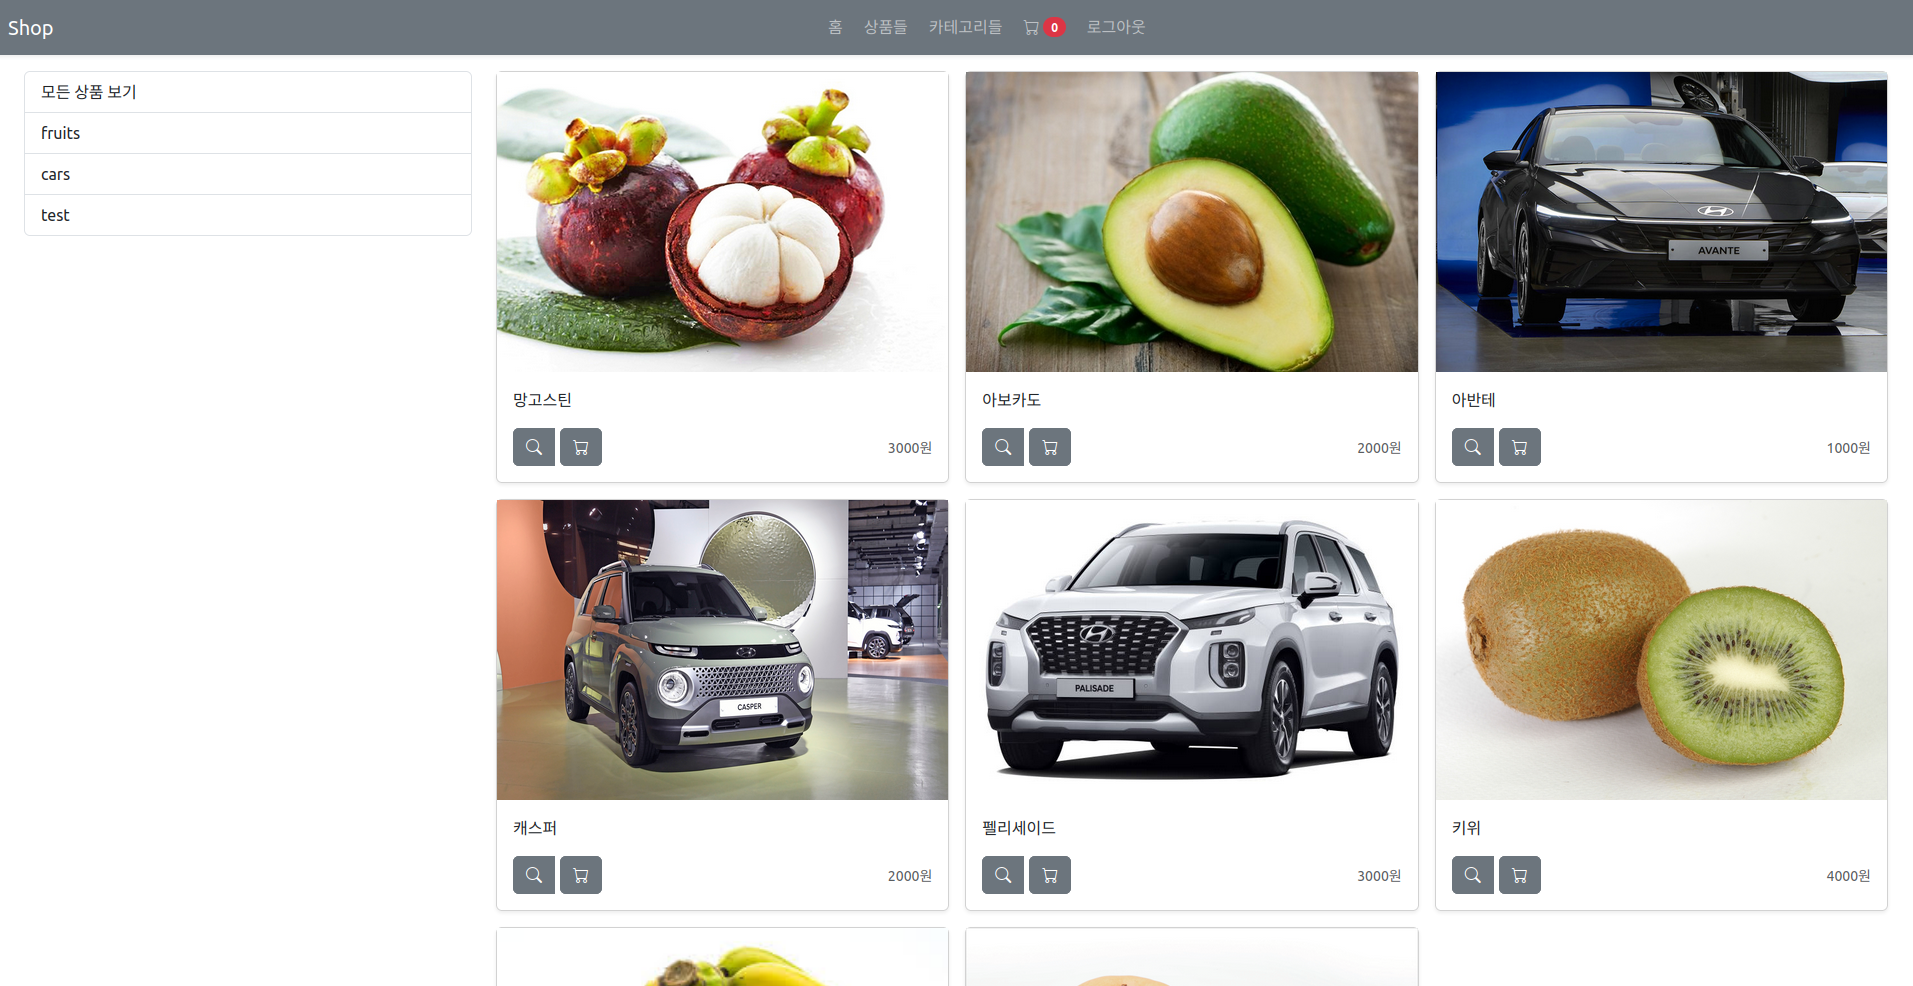 Shop
홈 상품들 카테고리들 0 로그아웃
모든 상품 보기
fruits
cars
test
망고스틴
3000원
아보카도
2000원
AVANTE
아반테
1000원
CASPER
캐스퍼
2000원
PALISADE
펠리세이드
3000원
키위
4000원